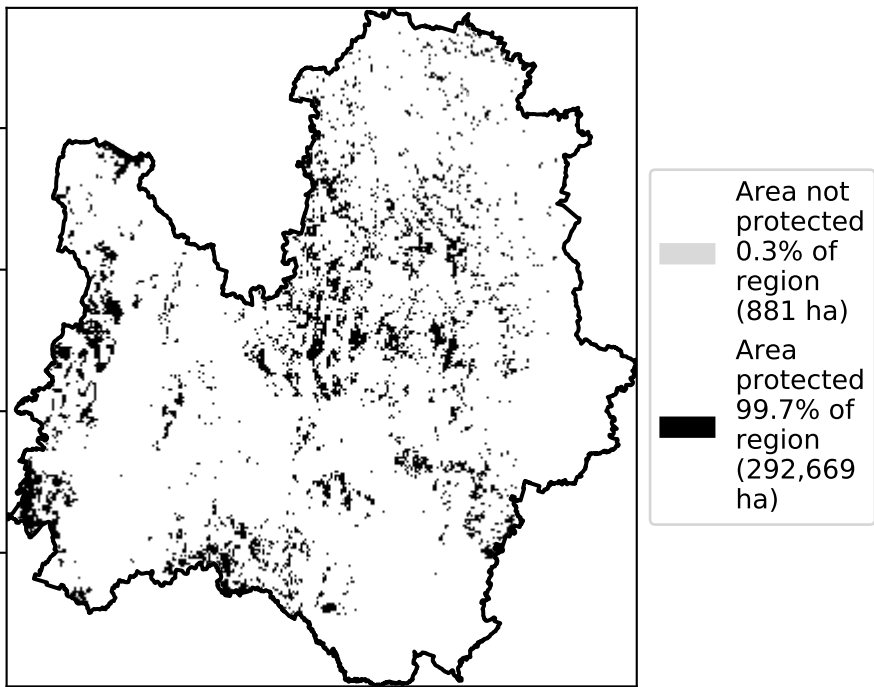 Area not
protected
0.3% of
region
(881 ha)
Area
protected
99.7% of
region
(292,669
ha)